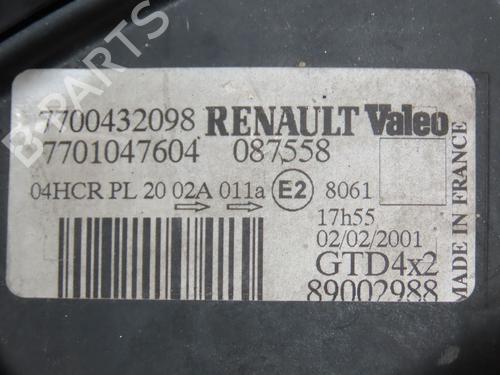 7700432098 RENAULT Valeo
7701047604 087558
04HCR PL 20 02A 011a E2 8061
17h55
02/02/2001
GTD4x2
89002988
MADE IN FRANCE
B-PARTS